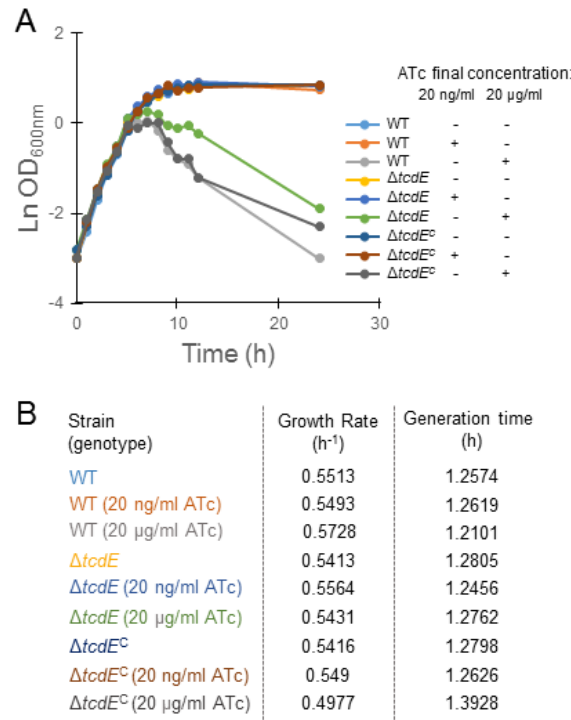 A
2
0
-2
-4
Ln OD600nm
0
10
20
30
Time (h)
ATc final concentration:
20 ng/ml 20 µg/ml
WT - -
WT + -
WT - +
ΔtcdE - -
ΔtcdE + -
ΔtcdE - +
ΔtcdEᶜ - -
ΔtcdEᶜ + -
ΔtcdEᶜ - +
B
Strain (genotype) Growth Rate (h⁻¹) Generation time (h)
WT 0.5513 1.2574
WT (20 ng/ml ATc) 0.5493 1.2619
WT (20 µg/ml ATc) 0.5728 1.2101
ΔtcdE 0.5413 1.2805
ΔtcdE (20 ng/ml ATc) 0.5564 1.2456
ΔtcdE (20 µg/ml ATc) 0.5431 1.2762
ΔtcdEᶜ 0.5416 1.2798
ΔtcdEᶜ (20 ng/ml ATc) 0.549 1.2626
ΔtcdEᶜ (20 µg/ml ATc) 0.4977 1.3928